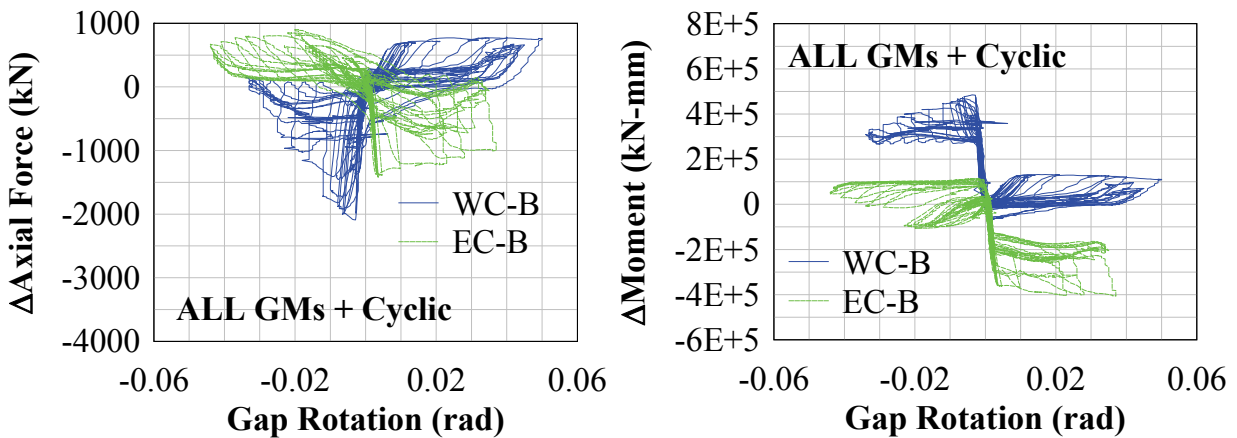 ΔAxial Force (kN)
1000
0
-1000
-2000
-3000
-4000
WC-B
EC-B
ALL GMs + Cyclic
-0.06 -0.02 0.02 0.06
Gap Rotation (rad)
ΔMoment (kN-mm)
8E+5
6E+5
4E+5
2E+5
0
-2E+5
-4E+5
-6E+5
ALL GMs + Cyclic
WC-B
EC-B
-0.06 -0.02 0.02 0.06
Gap Rotation (rad)